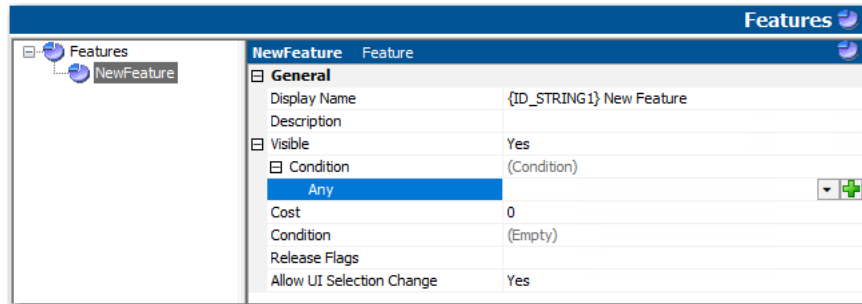 Features
Features
NewFeature
NewFeature Feature
General
Display Name {ID_STRING1} New Feature
Description
Visible Yes
Condition (Condition)
Any
Cost 0
Condition (Empty)
Release Flags
Allow UI Selection Change Yes